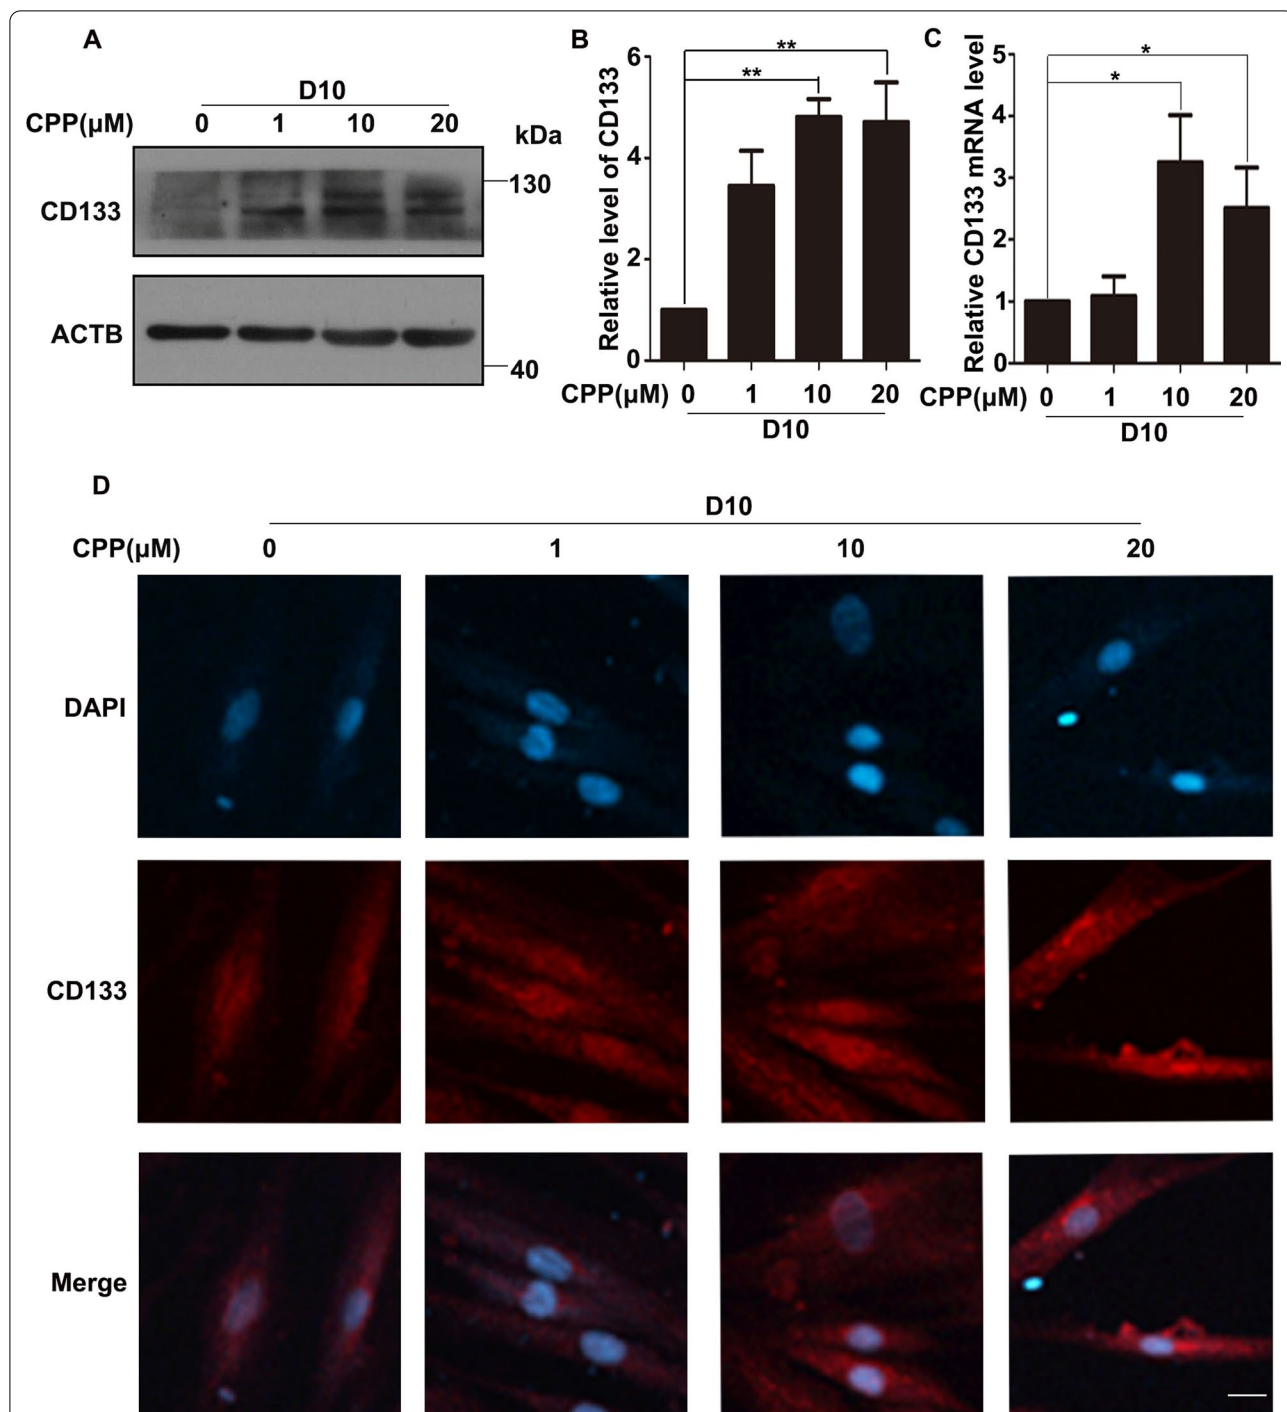 A
D10
CPP(μM) 0 1 10 20
kDa
CD133
130
ACTB
40
B
Relative level of CD133
6
4
2
0
**
**
CPP(μM) 0 1 10 20
D10
C
Relative CD133 mRNA level
5
4
3
2
1
0
*
*
CPP(μM) 0 1 10 20
D10
D
D10
CPP(μM) 0 1 10 20
DAPI
CD133
Merge